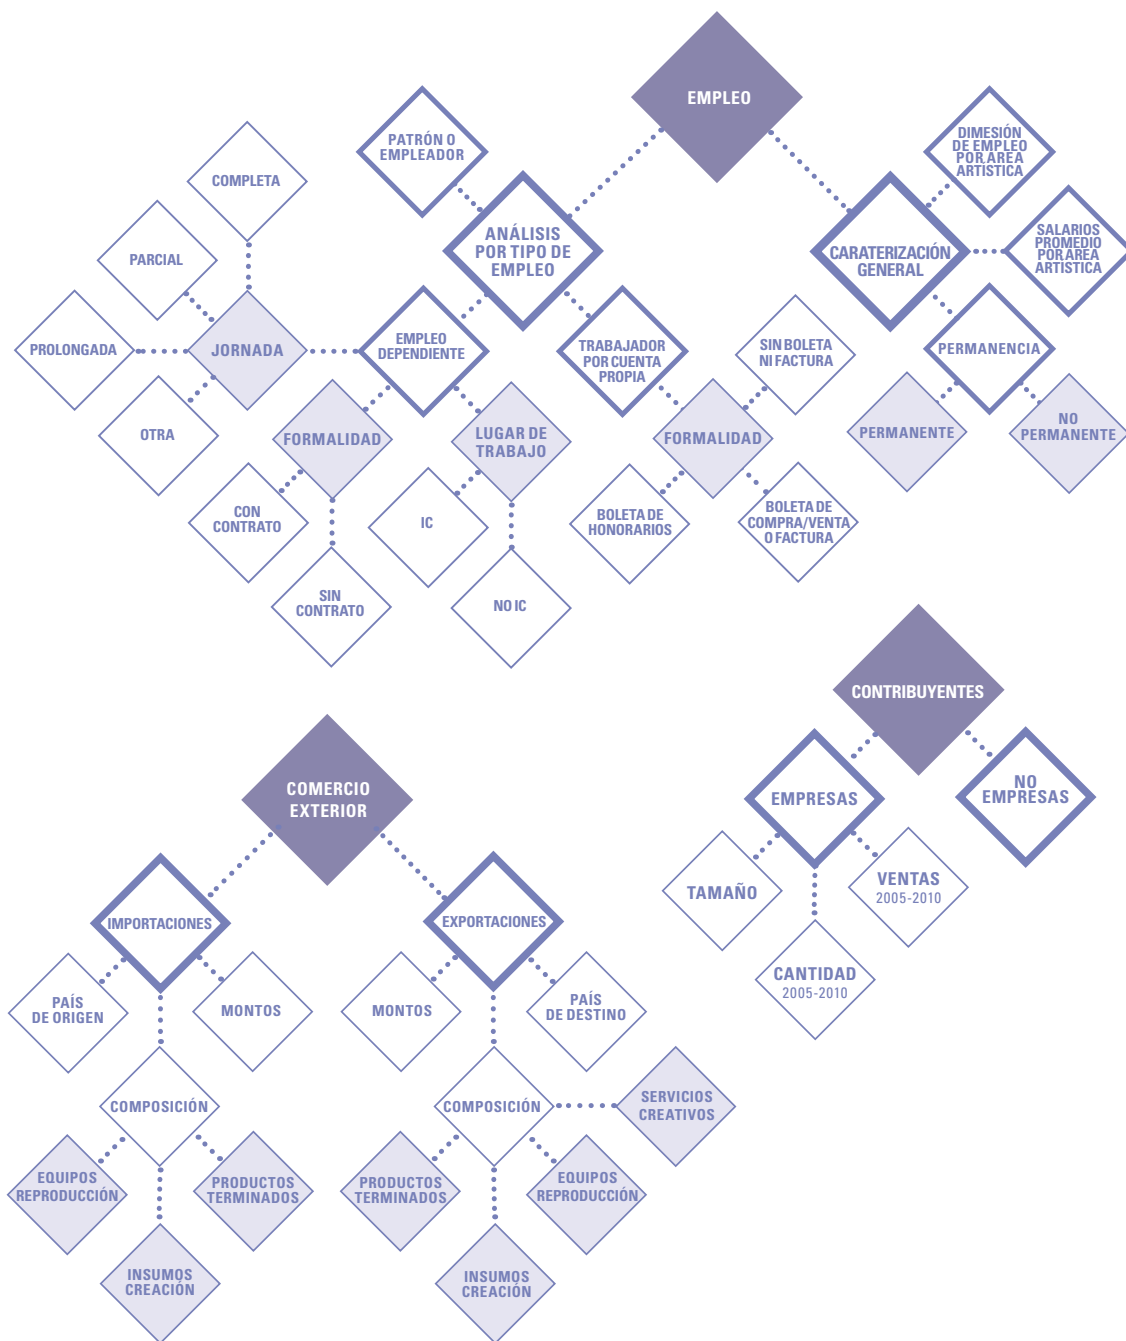 EMPLEO
PATRÓN O
EMPLEADOR
DIMESIÓN
DE EMPLEO
POR AREA
ARTÍSTICA
COMPLETA
ANÁLISIS
POR TIPO DE
EMPLEO
CARATERIZACIÓN
GENERAL
SALARIOS
PROMEDIO
POR AREA
ARTISTICA
PARCIAL
PROLONGADA
JORNADA
EMPLEO
DEPENDIENTE
TRABAJADOR
POR CUENTA
PROPIA
SIN BOLETA
NI FACTURA
PERMANENCIA
OTRA
FORMALIDAD
LUGAR DE
TRABAJO
FORMALIDAD
PERMANENTE
NO
PERMANENTE
CON
CONTRATO
IC
BOLETA DE
HONORARIOS
BOLETA DE
COMPRA/VENTA
O FACTURA
SIN
CONTRATO
NO IC
CONTRIBUYENTES
COMERCIO
EXTERIOR
EMPRESAS
NO
EMPRESAS
TAMAÑO
VENTAS
2005-2010
CANTIDAD
2005-2010
IMPORTACIONES
EXPORTACIONES
PAÍS
DE ORIGEN
MONTOS
MONTOS
PAÍS
DE DESTINO
COMPOSICIÓN
COMPOSICIÓN
SERVICIOS
CREATIVOS
EQUIPOS
REPRODUCCIÓN
PRODUCTOS
TERMINADOS
PRODUCTOS
TERMINADOS
EQUIPOS
REPRODUCCIÓN
INSUMOS
CREACIÓN
INSUMOS
CREACIÓN